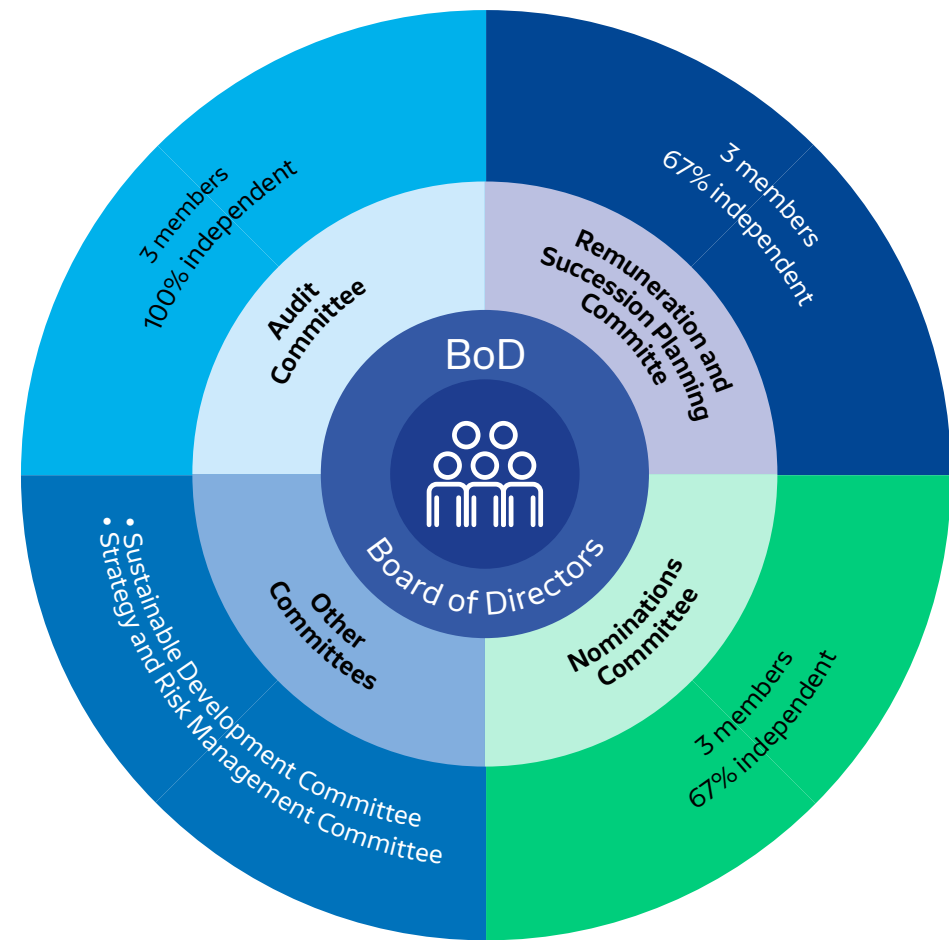 3 members
100% independent
Audit
Committee
3 members
67% independent
Remuneration and
Succession Planning
Committe
BoD
Board of Directors
Other
Committees
• Sustainable Development Committee
• Strategy and Risk Management Committee
Nominations
Committee
3 members
67% independent